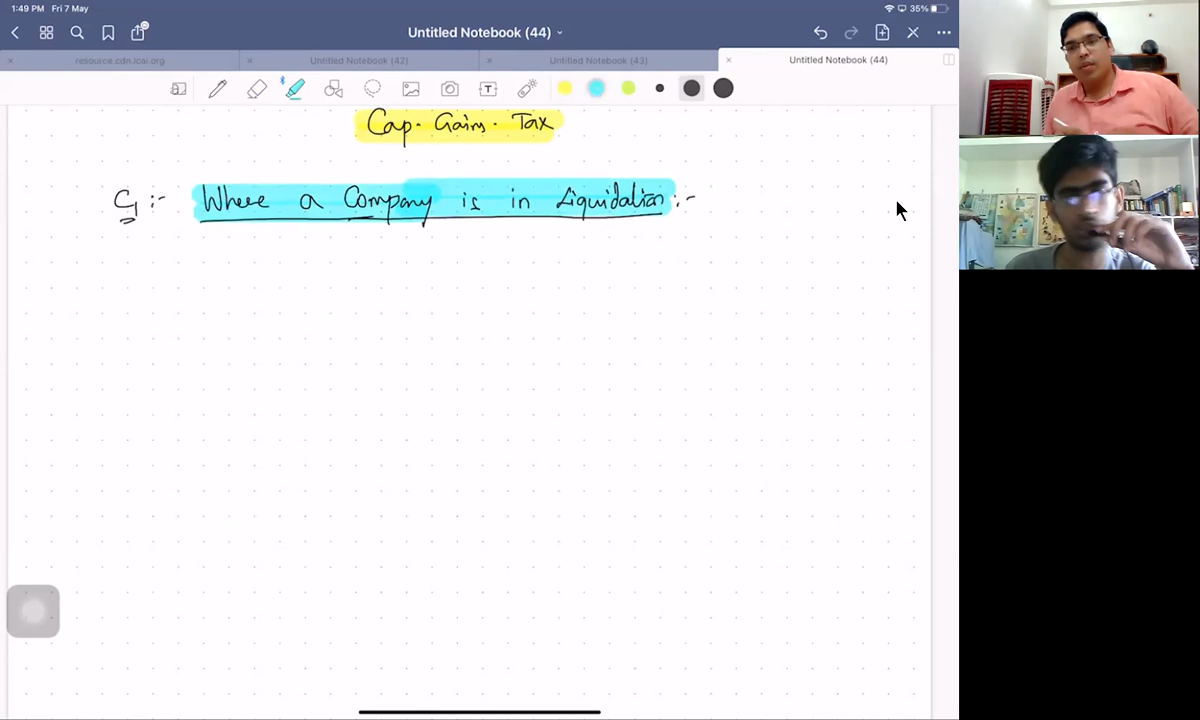 1:49 PM Fri 7 May
35%
Untitled Notebook (44)
resource.cdn.icai.org
Untitled Notebook (42)
Untitled Notebook (43)
Untitled Notebook (44)
T
Cap. Gains. Tax
C1 :- Where a Company is in Liquidation :-